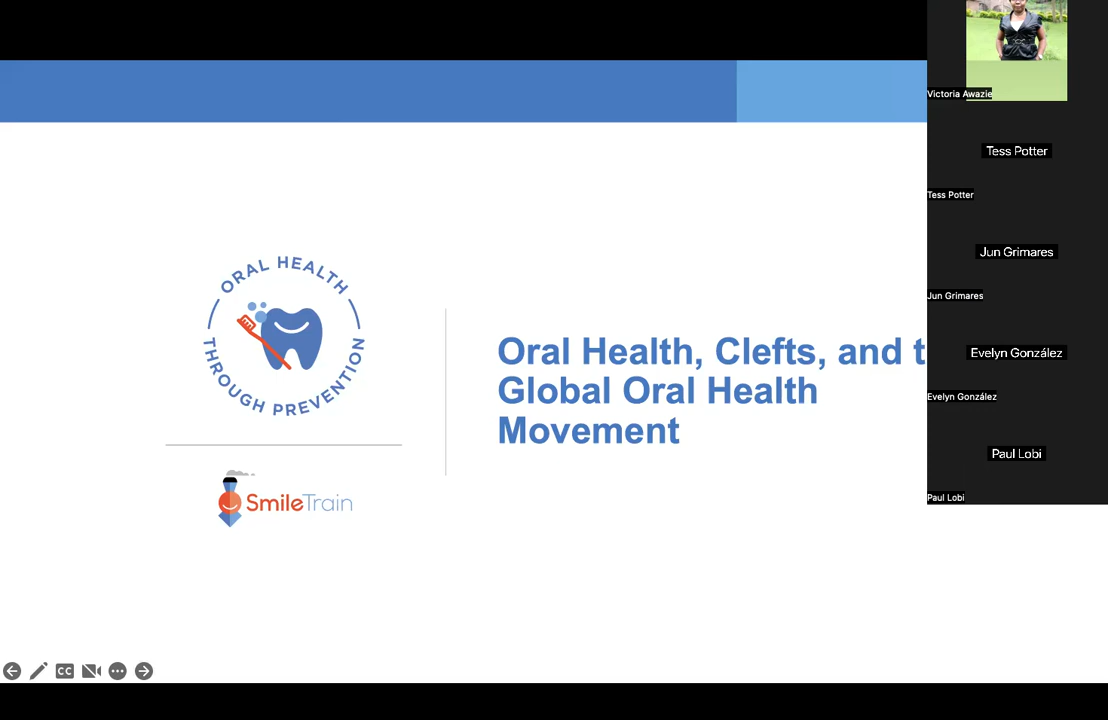 ORAL HEALTH
THROUGH PREVENTION
SmileTrain
Oral Health, Clefts, and t
Global Oral Health
Movement
Victoria Awazie
Tess Potter
Tess Potter
Jun Grimares
Jun Grimares
Evelyn González
Evelyn González
Paul Lobi
Paul Lobi
CC